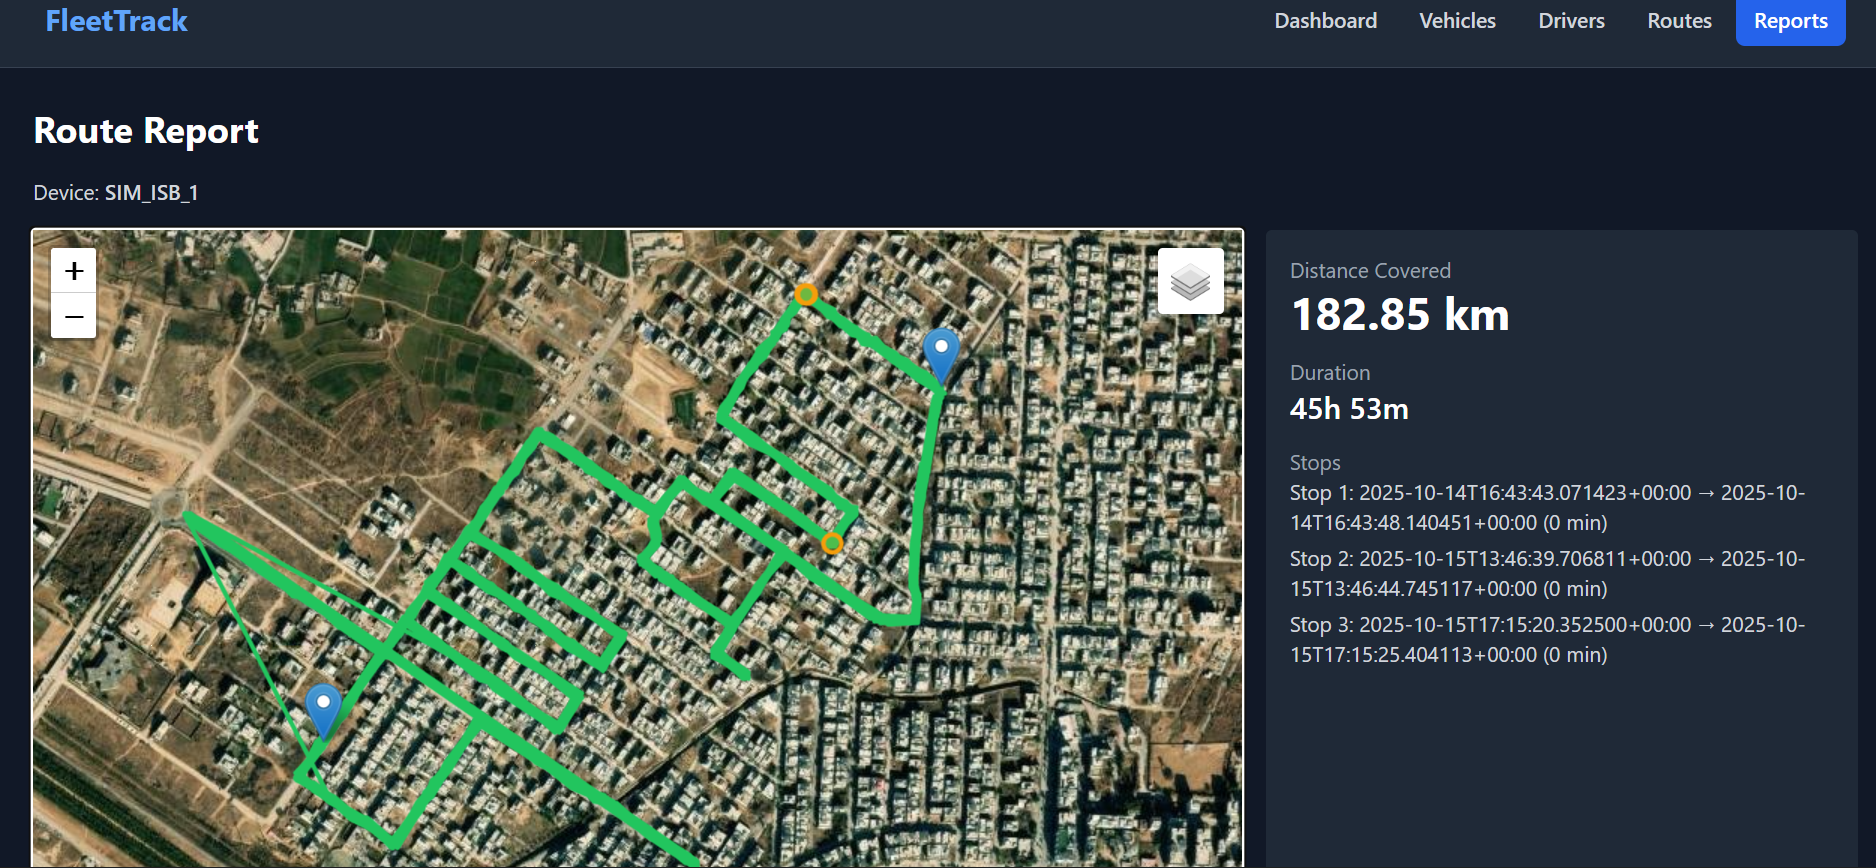 FleetTrack
Dashboard
Vehicles
Drivers
Routes
Reports
Route Report
Device: SIM_ISB_1
+
−
Distance Covered
182.85 km
Duration
45h 53m
Stops
Stop 1: 2025-10-14T16:43:43.071423+00:00 → 2025-10-
14T16:43:48.140451+00:00 (0 min)
Stop 2: 2025-10-15T13:46:39.706811+00:00 → 2025-10-
15T13:46:44.745117+00:00 (0 min)
Stop 3: 2025-10-15T17:15:20.352500+00:00 → 2025-10-
15T17:15:25.404113+00:00 (0 min)